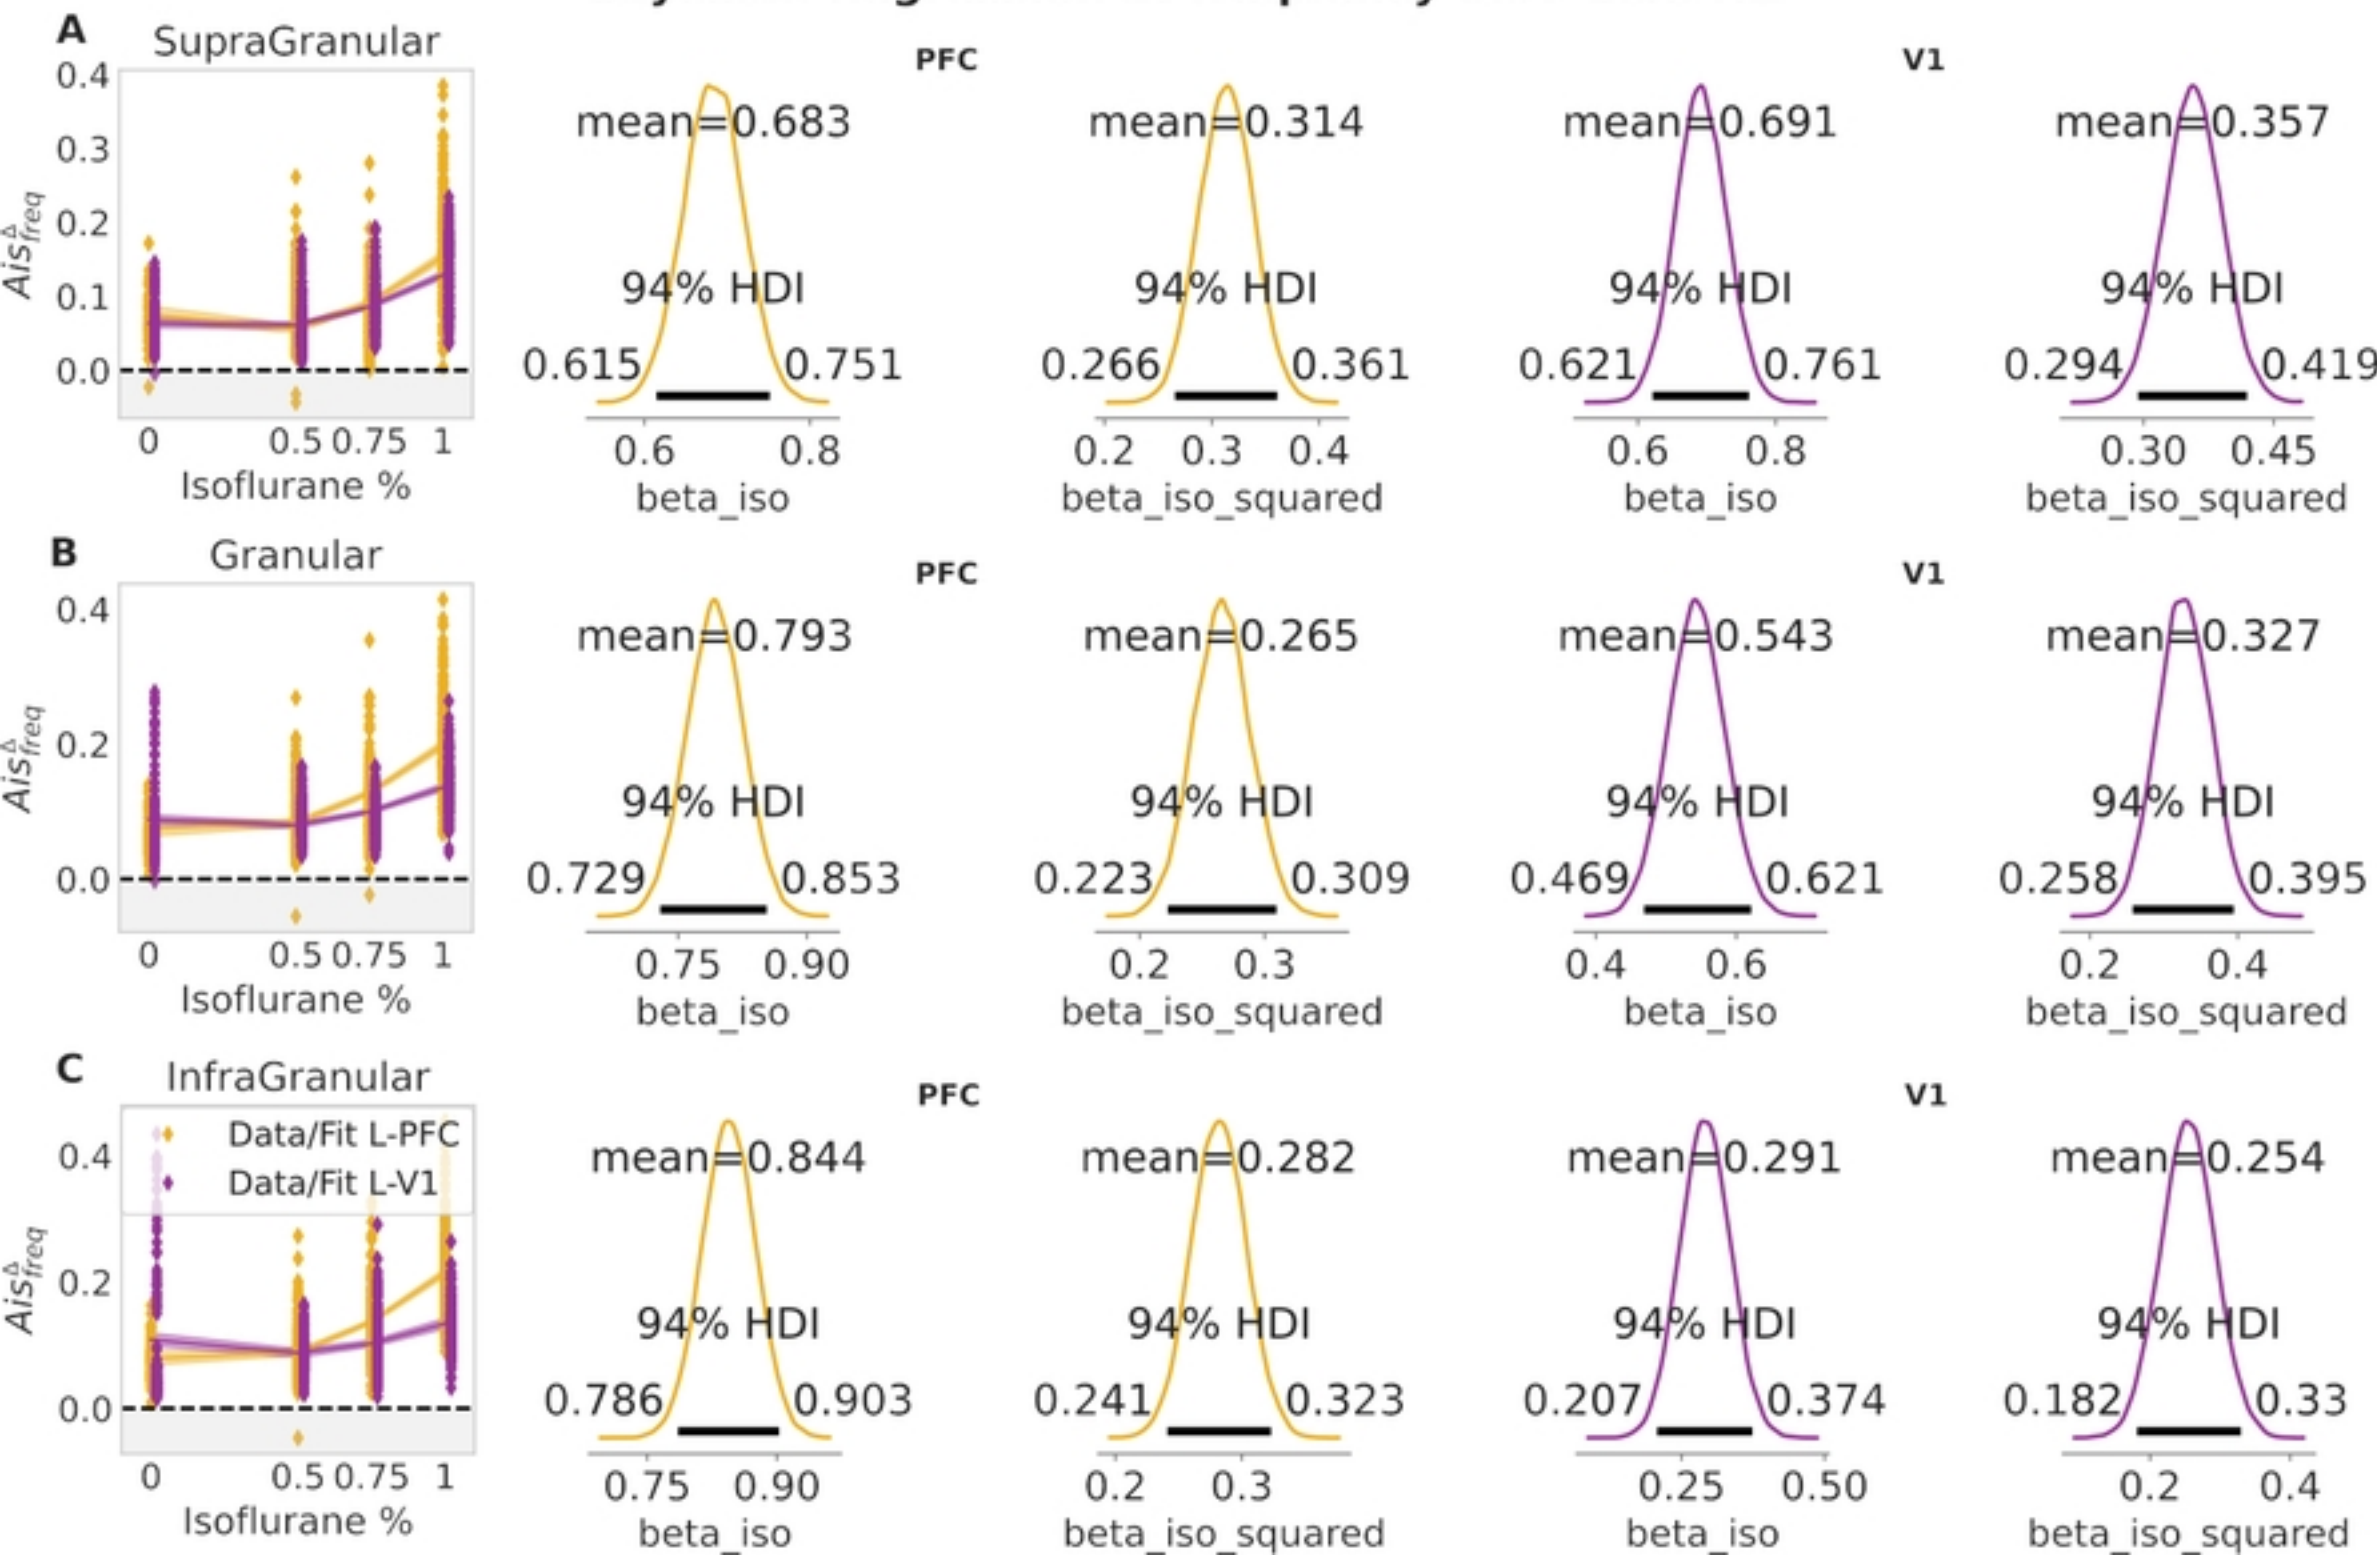 A
SupraGranular
PFC
V1
0.4
0.3
0.2
0.1
0.0
Ais^Δ_freq
0 0.5 0.75 1
Isoflurane %
mean=0.683
94% HDI
0.615 0.751
0.6 0.8
beta_iso
mean=0.314
94% HDI
0.266 0.361
0.2 0.3 0.4
beta_iso_squared
mean=0.691
94% HDI
0.621 0.761
0.6 0.8
beta_iso
mean=0.357
94% HDI
0.294 0.419
0.30 0.45
beta_iso_squared
B
Granular
PFC
V1
0.4
0.2
0.0
Ais^Δ_freq
0 0.5 0.75 1
Isoflurane %
mean=0.793
94% HDI
0.729 0.853
0.75 0.90
beta_iso
mean=0.265
94% HDI
0.223 0.309
0.2 0.3
beta_iso_squared
mean=0.543
94% HDI
0.469 0.621
0.4 0.6
beta_iso
mean=0.327
94% HDI
0.258 0.395
0.2 0.4
beta_iso_squared
C
InfraGranular
PFC
V1
Data/Fit L-PFC
Data/Fit L-V1
0.4
0.2
0.0
Ais^Δ_freq
0 0.5 0.75 1
Isoflurane %
mean=0.844
94% HDI
0.786 0.903
0.75 0.90
beta_iso
mean=0.282
94% HDI
0.241 0.323
0.2 0.3
beta_iso_squared
mean=0.291
94% HDI
0.207 0.374
0.25 0.50
beta_iso
mean=0.254
94% HDI
0.182 0.33
0.2 0.4
beta_iso_squared